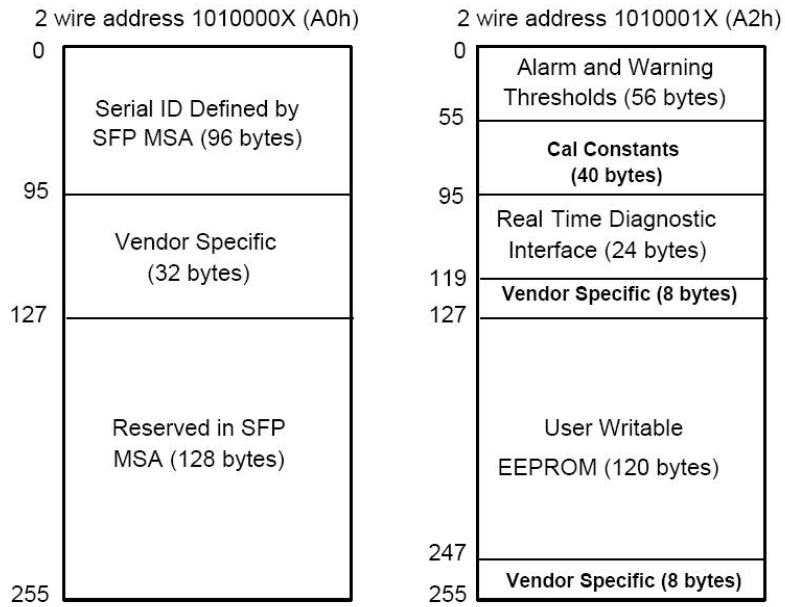 2 wire address 1010000X (A0h)
0
Serial ID Defined by
SFP MSA (96 bytes)
95
Vendor Specific
(32 bytes)
127
Reserved in SFP
MSA (128 bytes)
255
2 wire address 1010001X (A2h)
0
Alarm and Warning
Thresholds (56 bytes)
55
Cal Constants
(40 bytes)
95
Real Time Diagnostic
Interface (24 bytes)
119
Vendor Specific (8 bytes)
127
User Writable
EEPROM (120 bytes)
247
Vendor Specific (8 bytes)
255